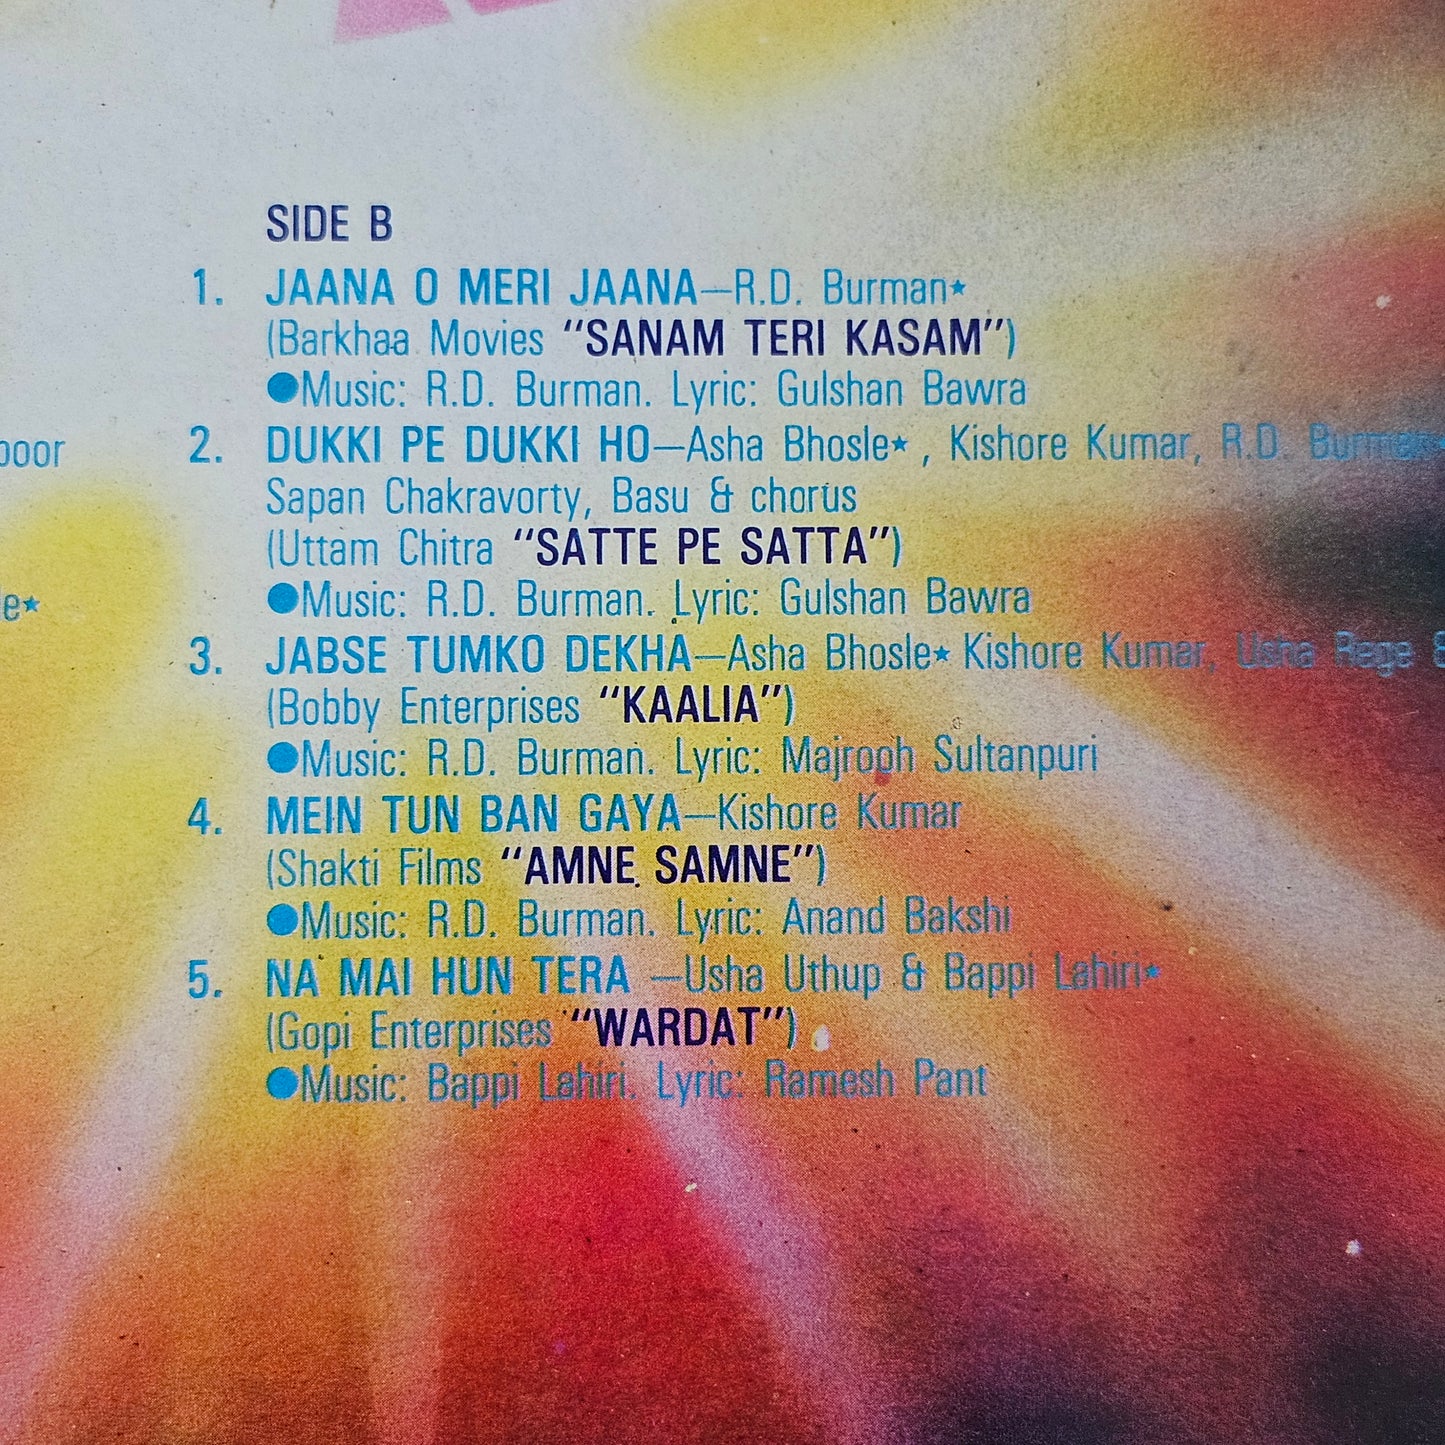 SIDE B
1. JAANA O MERI JAANA—R.D. Burman★
(Barkhaa Movies "SANAM TERI KASAM")
●Music: R.D. Burman. Lyric: Gulshan Bawra
2. DUKKI PE DUKKI HO—Asha Bhosle★ , Kishore Kumar, R.D. Burman★
Sapan Chakravorty, Basu & chorus
(Uttam Chitra "SATTE PE SATTA")
●Music: R.D. Burman. Lyric: Gulshan Bawra
3. JABSE TUMKO DEKHA—Asha Bhosle★ Kishore Kumar, Usha Rege &
(Bobby Enterprises "KAALIA")
●Music: R.D. Burman. Lyric: Majrooh Sultanpuri
4. MEIN TUN BAN GAYA—Kishore Kumar
(Shakti Films "AMNE SAMNE")
●Music: R.D. Burman. Lyric: Anand Bakshi
5. NA MAI HUN TERA —Usha Uthup & Bappi Lahiri★
(Gopi Enterprises "WARDAT")
●Music: Bappi Lahiri. Lyric: Ramesh Pant